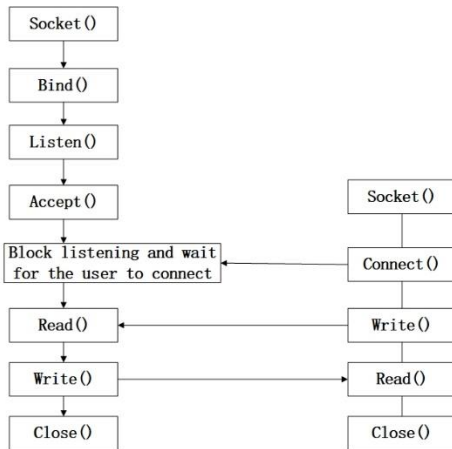 Socket()
Bind()
Listen()
Accept()
Block listening and wait
for the user to connect
Read()
Write()
Close()
Socket()
Connect()
Write()
Read()
Close()